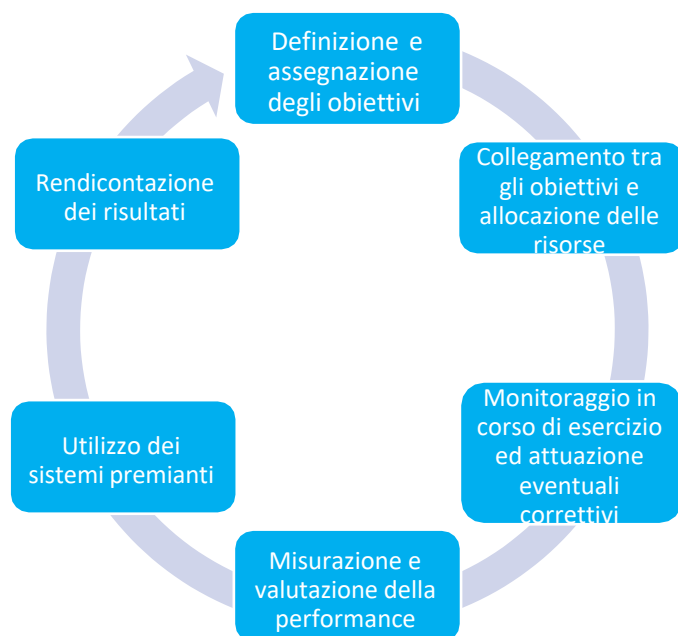 Definizione e
assegnazione
degli obiettivi
Collegamento tra
gli obiettivi e
allocazione delle
risorse
Monitoraggio in
corso di esercizio
ed attuazione
eventuali
correttivi
Misurazione e
valutazione della
performance
Utilizzo dei
sistemi premianti
Rendicontazione
dei risultati